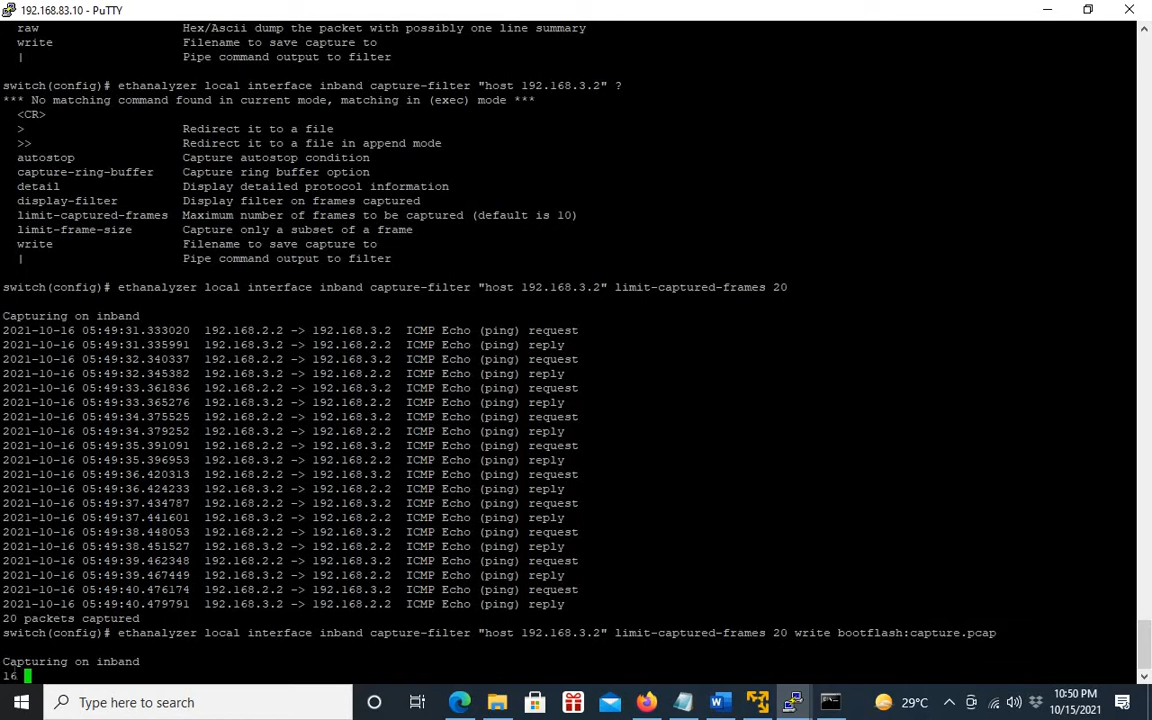 192.168.83.10 - PuTTY
raw Hex/Ascii dump the packet with possibly one line summary
write Filename to save capture to
| Pipe command output to filter
switch(config)# ethanalyzer local interface inband capture-filter "host 192.168.3.2" ?
*** No matching command found in current mode, matching in (exec) mode ***
<CR>
> Redirect it to a file
>> Redirect it to a file in append mode
autostop Capture autostop condition
capture-ring-buffer Capture ring buffer option
detail Display detailed protocol information
display-filter Display filter on frames captured
limit-captured-frames Maximum number of frames to be captured (default is 10)
limit-frame-size Capture only a subset of a frame
write Filename to save capture to
| Pipe command output to filter
switch(config)# ethanalyzer local interface inband capture-filter "host 192.168.3.2" limit-captured-frames 20
Capturing on inband
2021-10-16 05:49:31.333020 192.168.2.2 -> 192.168.3.2 ICMP Echo (ping) request
2021-10-16 05:49:31.335991 192.168.3.2 -> 192.168.2.2 ICMP Echo (ping) reply
2021-10-16 05:49:32.340337 192.168.2.2 -> 192.168.3.2 ICMP Echo (ping) request
2021-10-16 05:49:32.345382 192.168.3.2 -> 192.168.2.2 ICMP Echo (ping) reply
2021-10-16 05:49:33.361836 192.168.2.2 -> 192.168.3.2 ICMP Echo (ping) request
2021-10-16 05:49:33.365276 192.168.3.2 -> 192.168.2.2 ICMP Echo (ping) reply
2021-10-16 05:49:34.375525 192.168.2.2 -> 192.168.3.2 ICMP Echo (ping) request
2021-10-16 05:49:34.379252 192.168.3.2 -> 192.168.2.2 ICMP Echo (ping) reply
2021-10-16 05:49:35.391091 192.168.2.2 -> 192.168.3.2 ICMP Echo (ping) request
2021-10-16 05:49:35.396953 192.168.3.2 -> 192.168.2.2 ICMP Echo (ping) reply
2021-10-16 05:49:36.420313 192.168.2.2 -> 192.168.3.2 ICMP Echo (ping) request
2021-10-16 05:49:36.424233 192.168.3.2 -> 192.168.2.2 ICMP Echo (ping) reply
2021-10-16 05:49:37.434787 192.168.2.2 -> 192.168.3.2 ICMP Echo (ping) request
2021-10-16 05:49:37.441601 192.168.3.2 -> 192.168.2.2 ICMP Echo (ping) reply
2021-10-16 05:49:38.448053 192.168.2.2 -> 192.168.3.2 ICMP Echo (ping) request
2021-10-16 05:49:38.451527 192.168.3.2 -> 192.168.2.2 ICMP Echo (ping) reply
2021-10-16 05:49:39.462348 192.168.2.2 -> 192.168.3.2 ICMP Echo (ping) request
2021-10-16 05:49:39.467449 192.168.3.2 -> 192.168.2.2 ICMP Echo (ping) reply
2021-10-16 05:49:40.476174 192.168.2.2 -> 192.168.3.2 ICMP Echo (ping) request
2021-10-16 05:49:40.479791 192.168.3.2 -> 192.168.2.2 ICMP Echo (ping) reply
20 packets captured
switch(config)# ethanalyzer local interface inband capture-filter "host 192.168.3.2" limit-captured-frames 20 write bootflash:capture.pcap
Capturing on inband
16
Type here to search
29°C
10:50 PM
10/15/2021